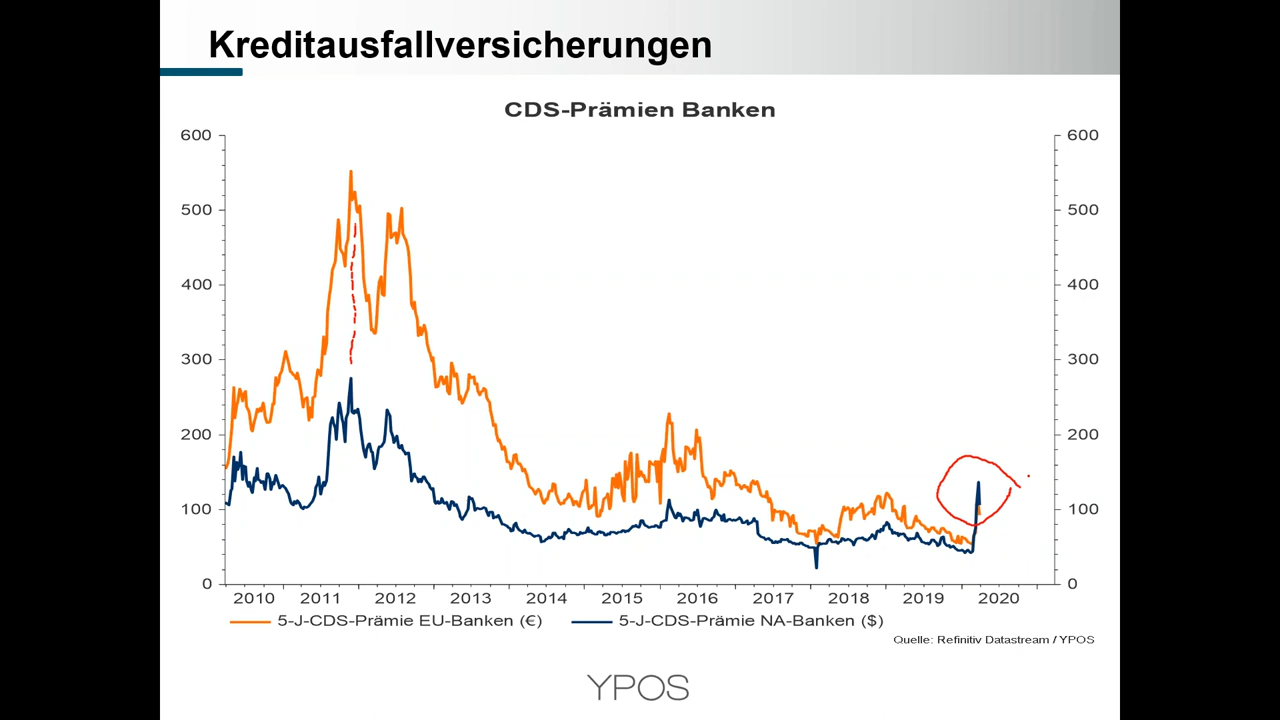 Kreditausfallversicherungen
CDS-Prämien Banken
600 600
500 500
400 400
300 300
200 200
100 100
0 0
2010 2011 2012 2013 2014 2015 2016 2017 2018 2019 2020
5-J-CDS-Prämie EU-Banken (€) 5-J-CDS-Prämie NA-Banken ($)
Quelle: Refinitiv Datastream / YPOS
YPOS